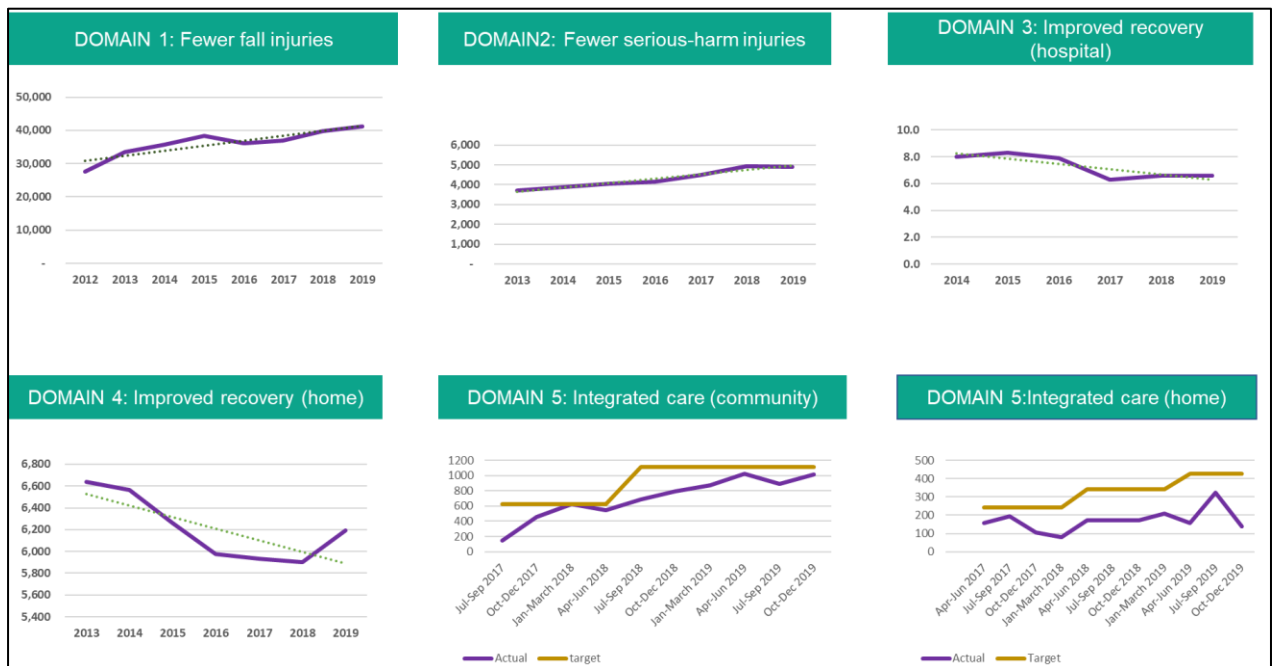 DOMAIN 1: Fewer fall injuries
DOMAIN2: Fewer serious-harm injuries
DOMAIN 3: Improved recovery
(hospital)
50,000
40,000
30,000
20,000
10,000
-
2012 2013 2014 2015 2016 2017 2018 2019
6,000
5,000
4,000
3,000
2,000
1,000
-
2013 2014 2015 2016 2017 2018 2019
10.0
8.0
6.0
4.0
2.0
0.0
2014 2015 2016 2017 2018 2019
DOMAIN 4: Improved recovery (home)
DOMAIN 5: Integrated care (community)
DOMAIN 5:Integrated care (home)
6,800
6,600
6,400
6,200
6,000
5,800
5,600
5,400
2013 2014 2015 2016 2017 2018 2019
1200
1000
800
600
400
200
0
Jul-Sep 2017
Oct-Dec 2017
Jan-March 2018
Apr-Jun 2018
Jul-Sep 2018
Oct-Dec 2018
Jan-March 2019
Apr-Jun 2019
Jul-Sep 2019
Oct-Dec 2019
Actual target
500
400
300
200
100
0
Apr-Jun 2017
Jul-Sep 2017
Oct-Dec 2017
Jan-March 2018
Apr-Jun 2018
Jul-Sep 2018
Oct-Dec 2018
Jan-March 2019
Apr-Jun 2019
Jul-Sep 2019
Oct-Dec 2019
Actual Target